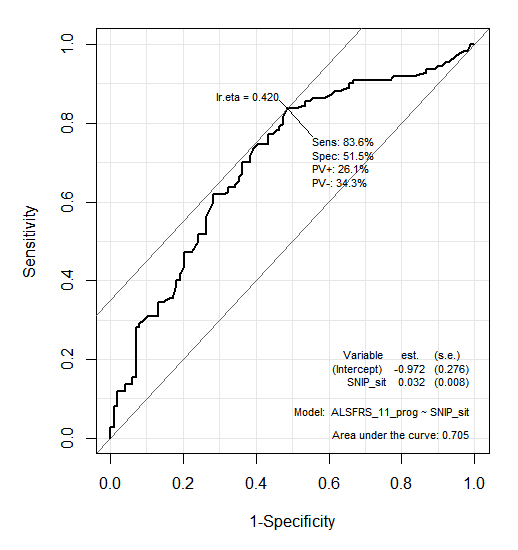 Sensitivity
1.0
0.8
0.6
0.4
0.2
0.0
lr.eta = 0.420
Sens: 83.6%
Spec: 51.5%
PV+: 26.1%
PV-: 34.3%
Variable est. (s.e.)
(Intercept) -0.972 (0.276)
SNIP_sit 0.032 (0.008)
Model: ALSFRS_11_prog ~ SNIP_sit
Area under the curve: 0.705
0.0 0.2 0.4 0.6 0.8 1.0
1-Specificity